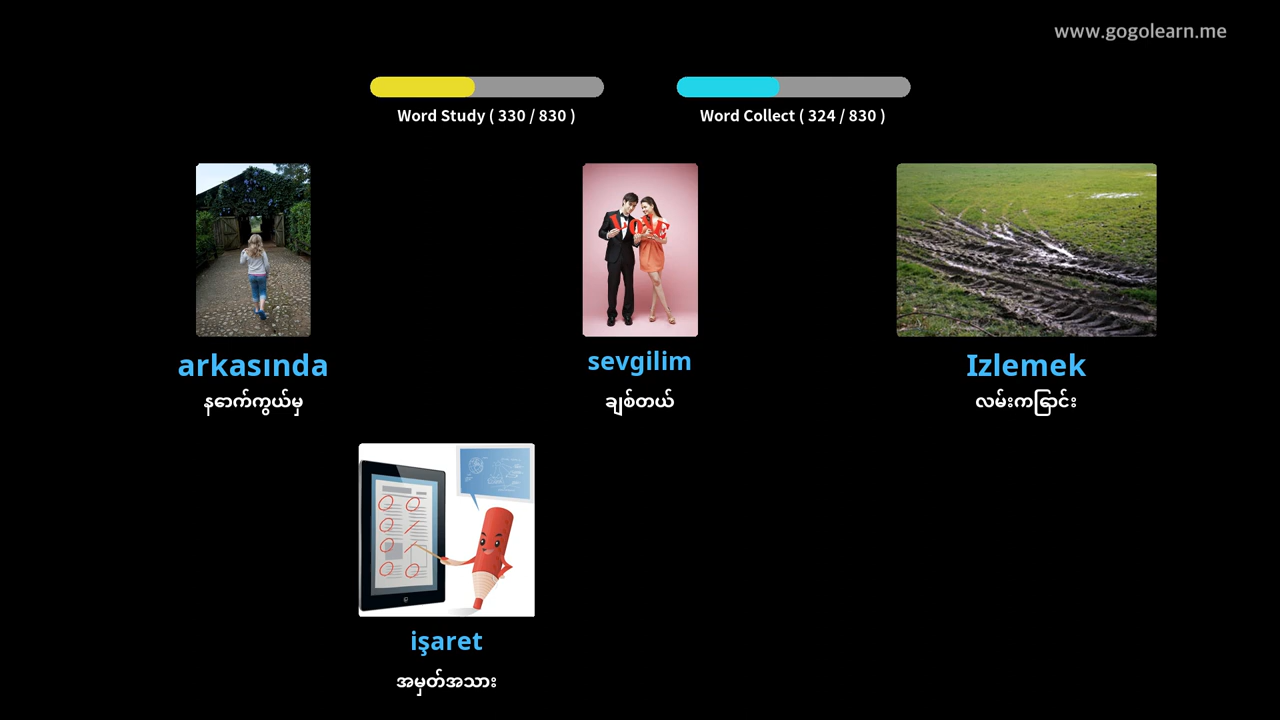 www.gogolearn.me
Word Study ( 330 / 830 )
Word Collect ( 324 / 830 )
arkasında
နောက်ကွယ်မှ
sevgilim
ချစ်တယ်
LOVE
Izlemek
လမ်းကြောင်း
işaret
အမှတ်အသား